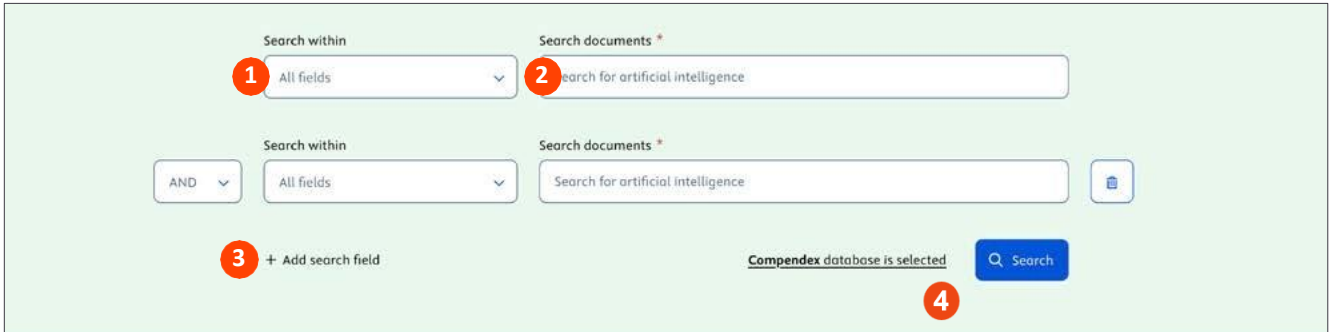 Search within Search documents *
1 All fields 2 earch for artificial intelligence
Search within Search documents *
AND All fields Search for artificial intelligence
3 + Add search field Compendex database is selected Search
4